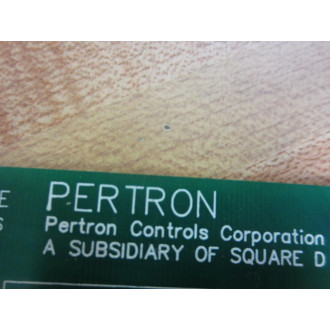 PERTRON
Pertron Controls Corporation
A SUBSIDIARY OF SQUARE D